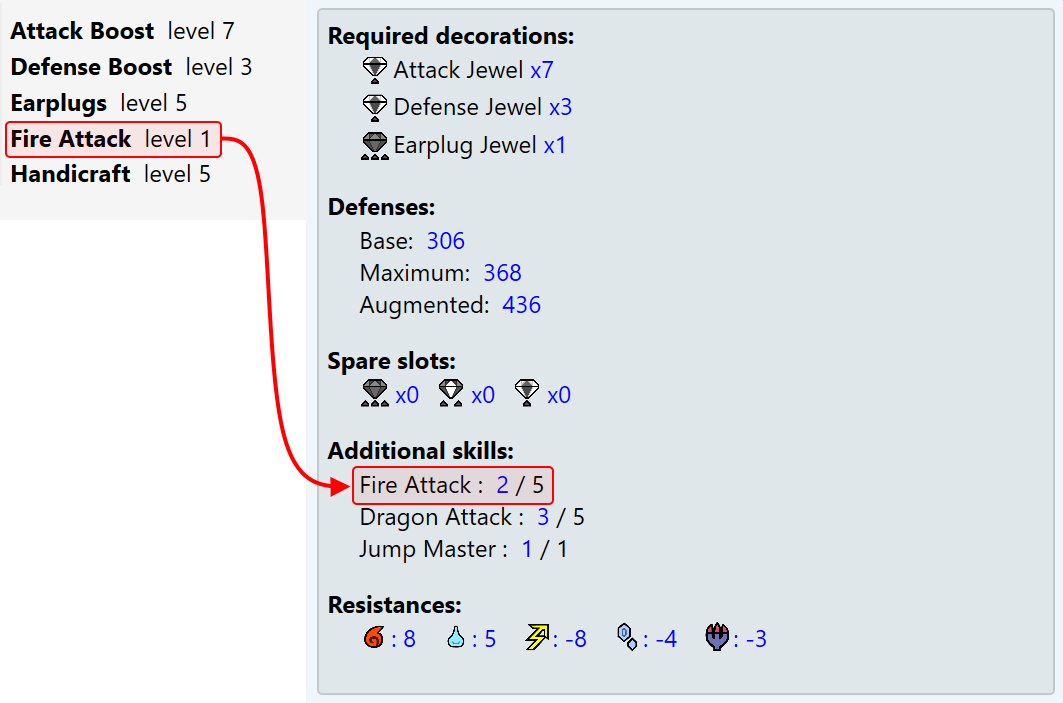 Attack Boost level 7
Defense Boost level 3
Earplugs level 5
Fire Attack level 1
Handicraft level 5
Required decorations:
Attack Jewel x7
Defense Jewel x3
Earplug Jewel x1
Defenses:
Base: 306
Maximum: 368
Augmented: 436
Spare slots:
x0 x0 x0
Additional skills:
Fire Attack : 2 / 5
Dragon Attack : 3 / 5
Jump Master : 1 / 1
Resistances:
: 8 : 5 : -8 : -4 : -3